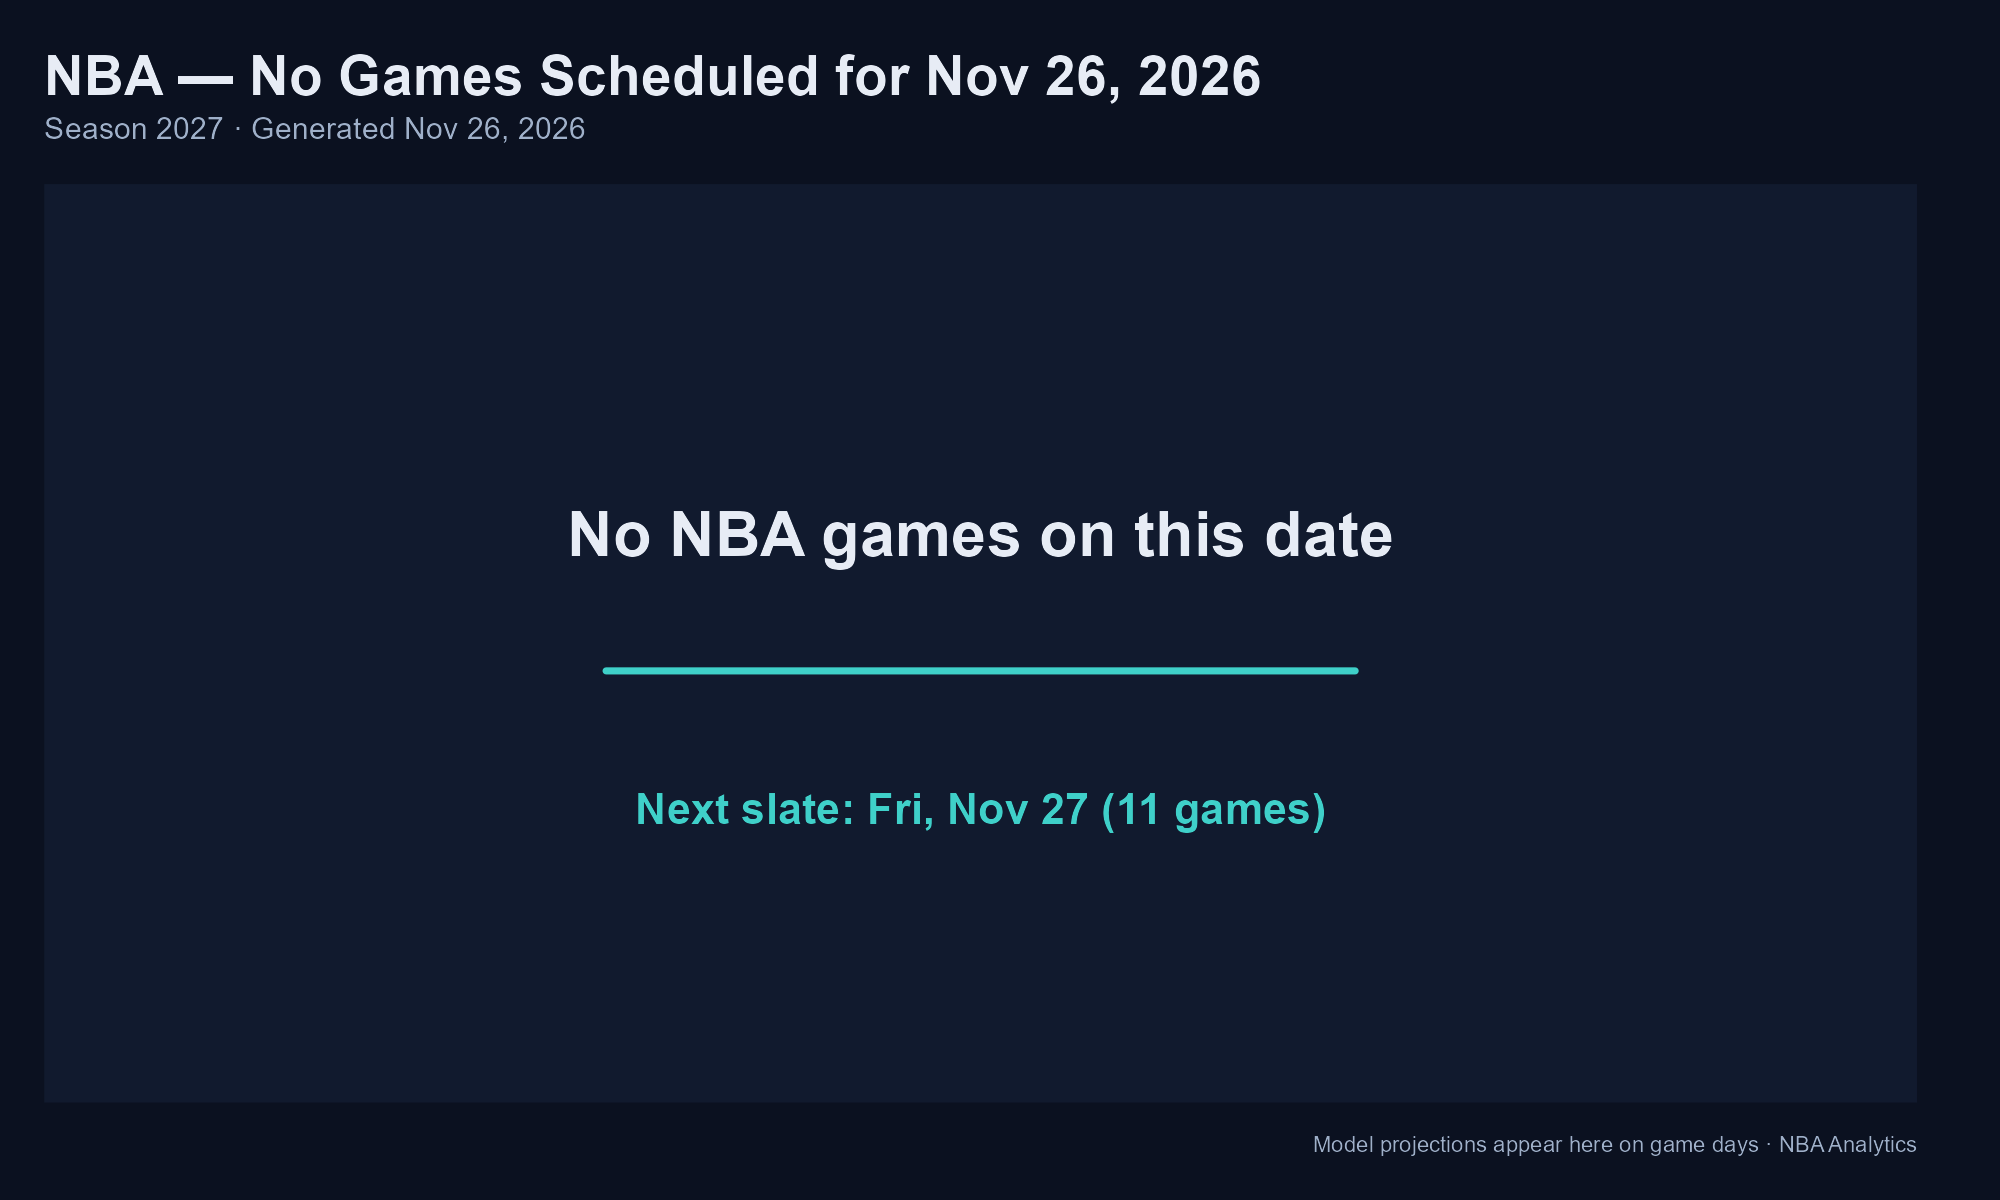 NBA — No Games Scheduled for Nov 26, 2026
Season 2027 · Generated Nov 26, 2026
No NBA games on this date
Next slate: Fri, Nov 27 (11 games)
Model projections appear here on game days · NBA Analytics